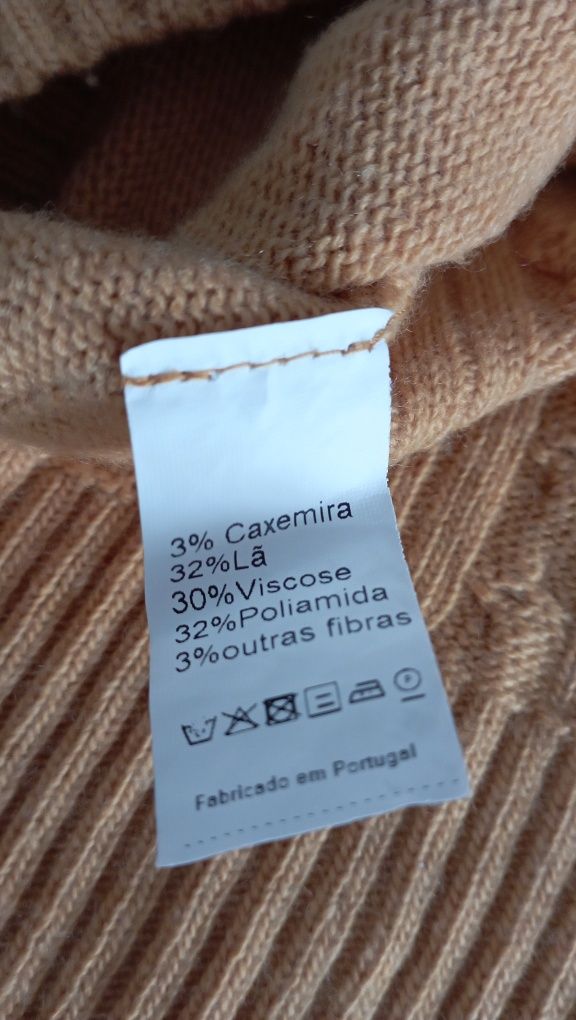 3% Caxemira
32%Lã
30%Viscose
32%Poliamida
3%outras fibras
Fabricado em Portugal